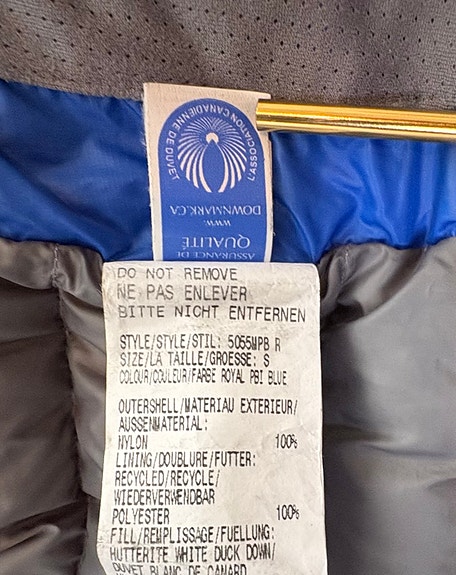 L'ASSOCIATION CANADIENNE DE DUVET
DOWNMARK.CA
WWW.
QUALITÉ
ASSURANCE DE
DO NOT REMOVE
NE PAS ENLEVER
BITTE NICHT ENTFERNEN
STYLE/STYLE/STIL: 5055MPB R
SIZE/LA TAILLE/GROESSE: S
COLOUR/COULEUR/FARBE ROYAL PBI BLUE
OUTERSHELL/MATERIAU EXTERIEUR/
AUSSENMATERIAL:
NYLON 100%
LINING/DOUBLURE/FUTTER:
RECYCLED/RECYCLE/
WIEDERVERWENDBAR
POLYESTER 100%
FILL/REMPLISSAGE/FUELLUNG:
HUTTERITE WHITE DUCK DOWN/
DUVET BLANC DE CANARD